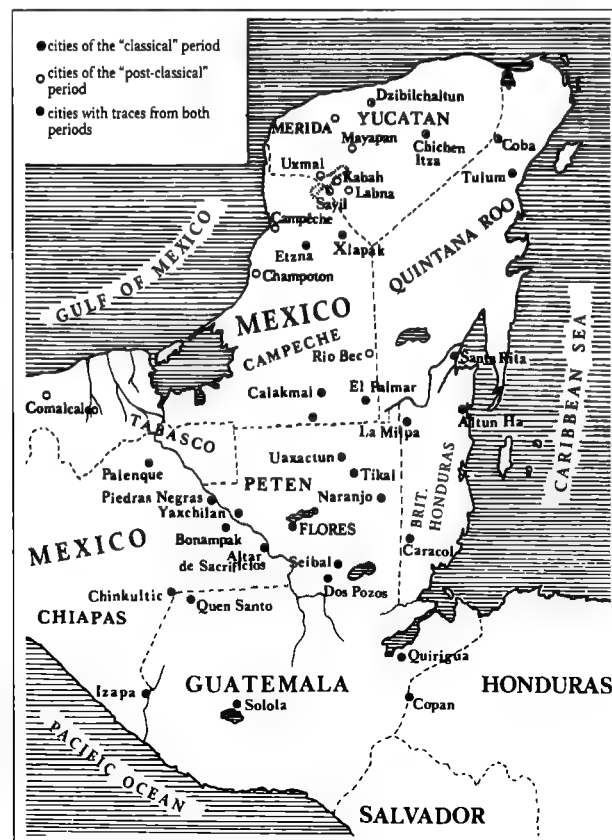 cities of the “classical” period
cities of the “post-classical”
period
cities with traces from both
periods
Dzibilchaltun
YUCATAN
MERIDA
Mayapan
Chichen
Itza
Coba
Uxmal
Kabah
Labna
Sayil
Tulum
Campeche
Etzna
Xlapak
QUINTANA ROO
GULF OF MEXICO
Champoton
MEXICO
CAMPECHE
Rio Bec
Santa Rita
Comalcalco
Calakmal
El Palmar
TABASCO
La Milpa
Altun Ha
CARIBBEAN SEA
Uaxactun
Palenque
PETEN
Tikal
BRIT.
HONDURAS
Piedras Negras
Naranjo
Yaxchilan
FLORES
MEXICO
Bonampak
Altar
de Sacrificios
Caracol
Seibal
Dos Pozos
Chinkultic
Quen Santo
CHIAPAS
Quirigua
Izapa
GUATEMALA
HONDURAS
Solola
Copan
PACIFIC OCEAN
SALVADOR